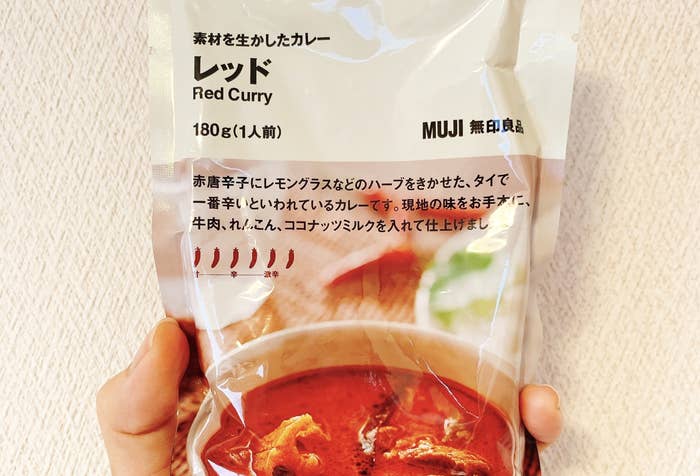 素材を生かしたカレー
レッド
Red Curry
180g(1人前)
MUJI 無印良品
赤唐辛子にレモングラスなどのハーブをきかせた、タイで
一番辛いといわれているカレーです。現地の味をお手本に、
牛肉、れんこん、ココナッツミルクを入れて仕上げまし
甘 辛 激辛